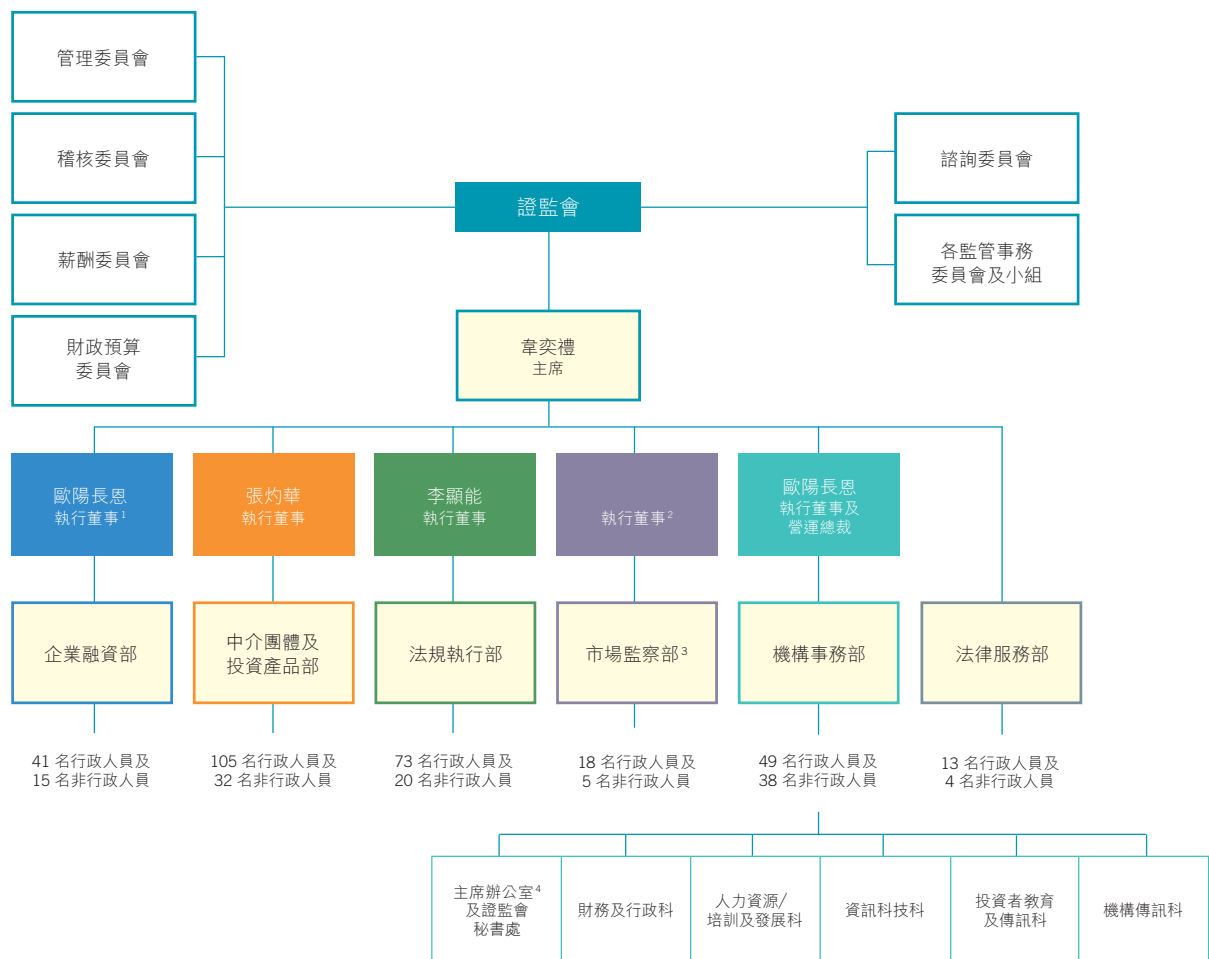 管理委員會
稽核委員會
薪酬委員會
財政預算
委員會
證監會
諮詢委員會
各監管事務
委員會及小組
韋奕禮
主席
歐陽長恩
執行董事1
張灼華
執行董事
李顯能
執行董事
執行董事2
歐陽長恩
執行董事及
營運總裁
企業融資部
中介團體及
投資產品部
法規執行部
市場監察部3
機構事務部
法律服務部
41 名行政人員及
15 名非行政人員
105 名行政人員及
32 名非行政人員
73 名行政人員及
20 名非行政人員
18 名行政人員及
5 名非行政人員
49 名行政人員及
38 名非行政人員
13 名行政人員及
4 名非行政人員
主席辦公室4
及證監會
秘書處
財務及行政科
人力資源/
培訓及發展科
資訊科技科
投資者教育
及傳訊科
機構傳訊科